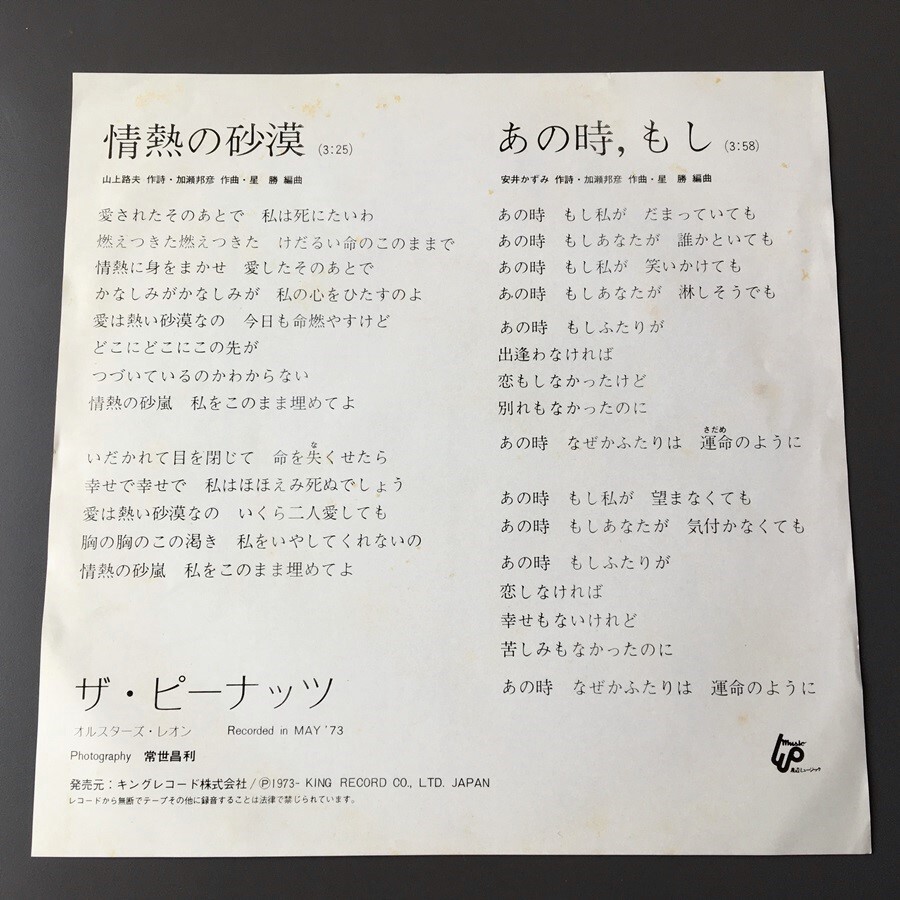 情熱の砂漠 (3:25)
山上路夫 作詩・加瀬邦彦 作曲・星 勝 編曲
愛されたそのあとで 私は死にたいわ
燃えつきた燃えつきた けだるい命のこのままで
情熱に身をまかせ 愛したそのあとで
かなしみがかなしみが 私の心をひたすのよ
愛は熱い砂漠なの 今日も命燃やすけど
どこにどこにこの先が
つづいているのかわからない
情熱の砂嵐 私をこのまま埋めてよ
いだかれて目を閉じて 命を失くせたら
な
幸せで幸せで 私はほほえみ死ぬでしょう
愛は熱い砂漠なの いくら二人愛しても
胸の胸のこの渇き 私をいやしてくれないの
情熱の砂嵐 私をこのまま埋めてよ
ザ・ピーナッツ
オルスターズ・レオン Recorded in MAY '73
Photography 常世昌利
発売元:キングレコード株式会社/Ⓟ1973- KING RECORD CO., LTD. JAPAN
レコードから無断でテープその他に録音することは法律で禁じられています。
あの時,もし (3:58)
安井かずみ 作詩・加瀬邦彦 作曲・星 勝 編曲
あの時 もし私が だまっていても
あの時 もしあなたが 誰かといても
あの時 もし私が 笑いかけても
あの時 もしあなたが 淋しそうでも
あの時 もしふたりが
出逢わなければ
恋もしなかったけど
別れもなかったのに
あの時 なぜかふたりは 運命のように
さだめ
あの時 もし私が 望まなくても
あの時 もしあなたが 気付かなくても
あの時 もしふたりが
恋しなければ
幸せもないけれど
苦しみもなかったのに
あの時 なぜかふたりは 運命のように
music
渡辺ミュージック